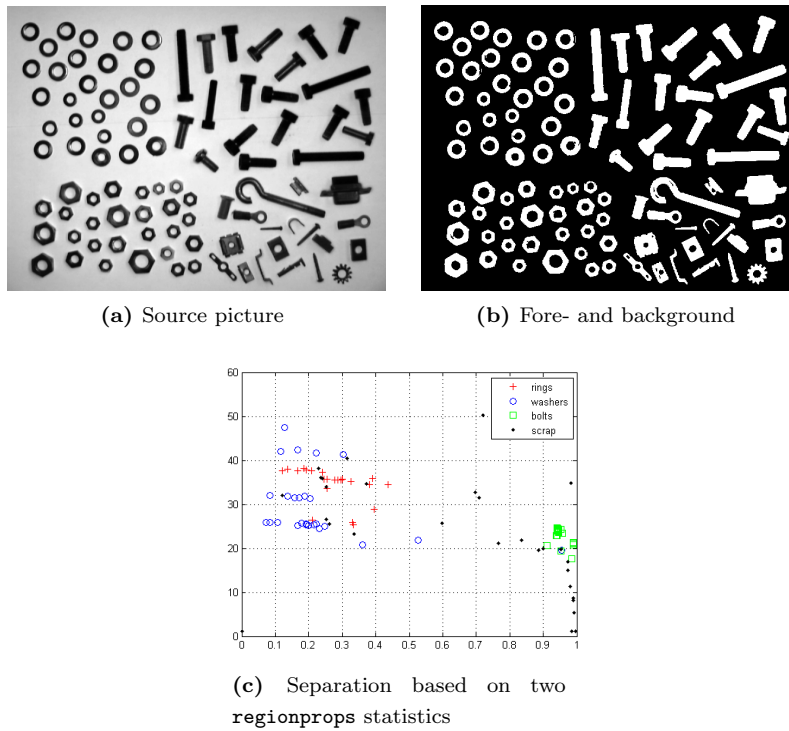 (a) Source picture
(b) Fore- and background
60
50
40
30
20
10
0
0
0.1
0.2
0.3
0.4
0.5
0.6
0.7
0.8
0.9
1
rings
washers
bolts
scrap
(c) Separation based on two
regionprops statistics